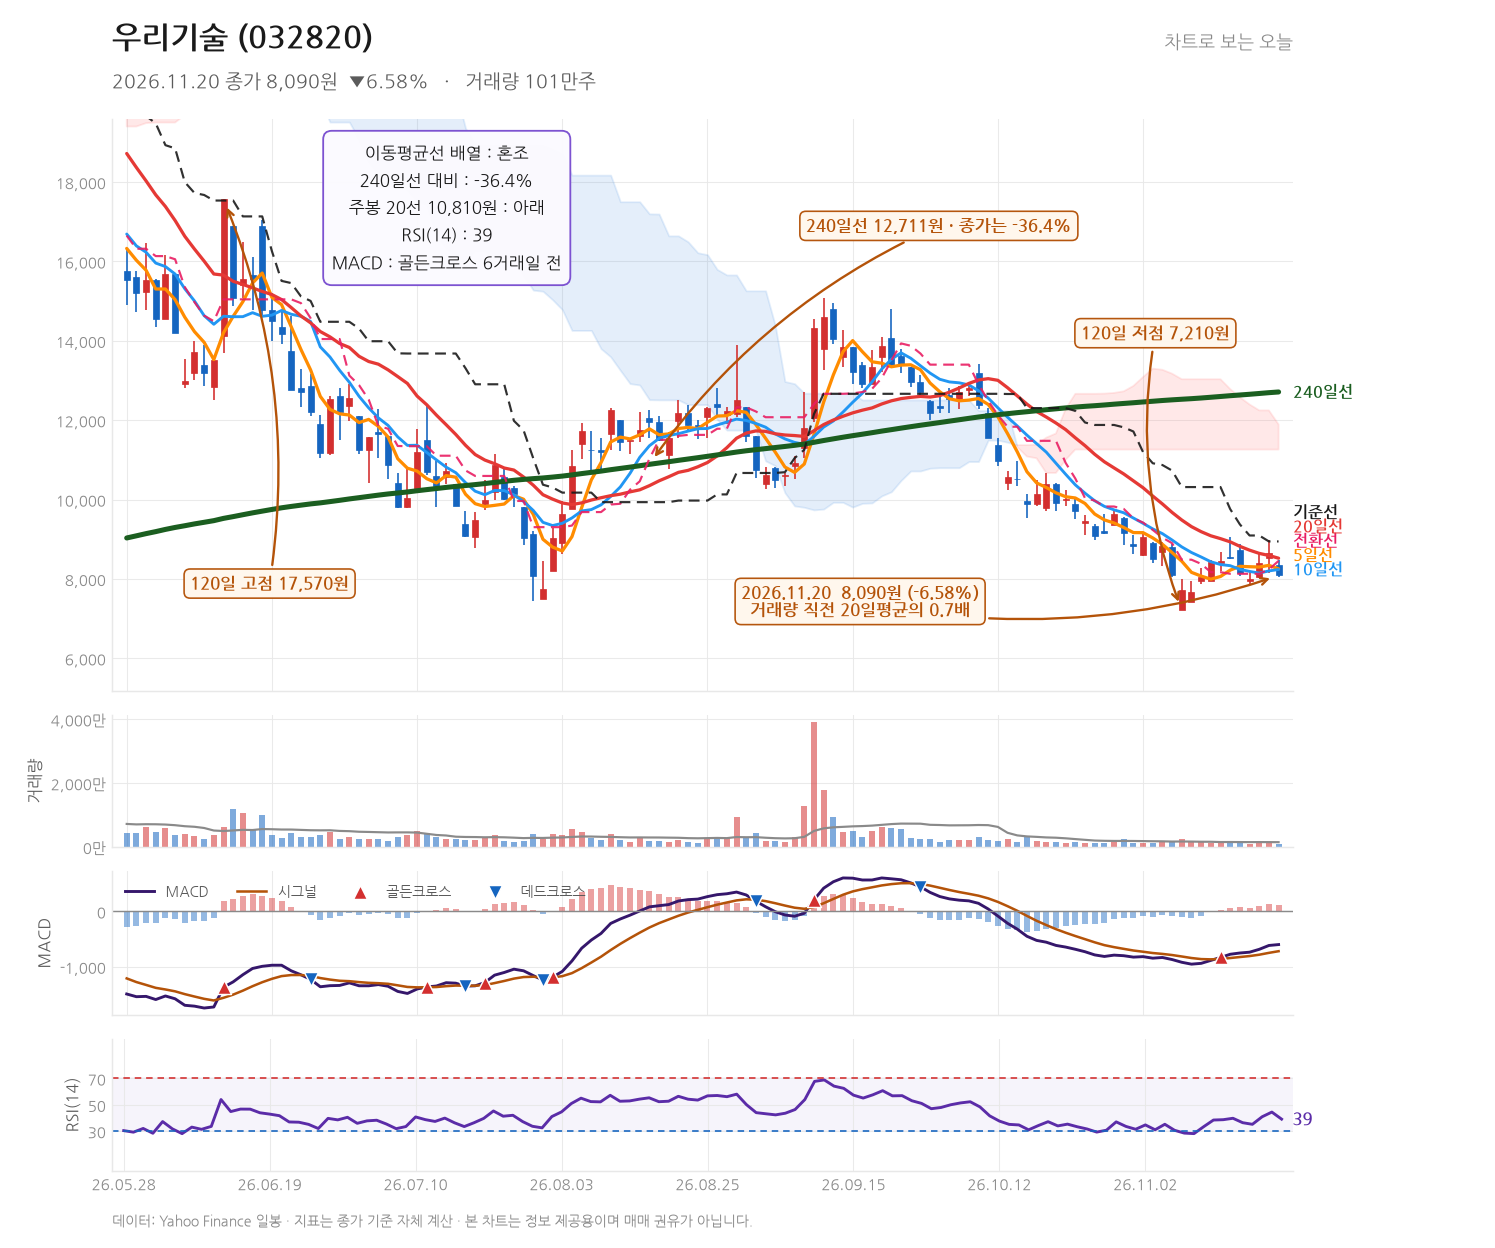 우리기술 (032820)
차트로 보는 오늘
2026.11.20 종가 8,090원 ▼6.58% · 거래량 101만주
이동평균선 배열 : 혼조
240일선 대비 : -36.4%
주봉 20선 10,810원 : 아래
RSI(14) : 39
MACD : 골든크로스 6거래일 전
240일선 12,711원 · 종가는 -36.4%
120일 저점 7,210원
120일 고점 17,570원
2026.11.20 8,090원 (-6.58%)
거래량 직전 20일평균의 0.7배
18,000
16,000
14,000
12,000
10,000
8,000
6,000
240일선
기준선
20일선
전환선
5일선
10일선
거래량
4,000만
2,000만
0만
MACD
MACD 시그널 골든크로스 데드크로스
0
-1,000
RSI(14)
70
50
30
39
26.05.28 26.06.19 26.07.10 26.08.03 26.08.25 26.09.15 26.10.12 26.11.02
데이터: Yahoo Finance 일봉 · 지표는 종가 기준 자체 계산 · 본 차트는 정보 제공용이며 매매 권유가 아닙니다.